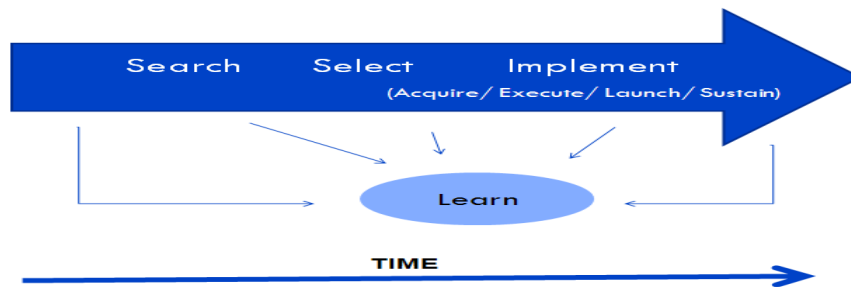 Search Select Implement
(Acquire/ Execute/ Launch/ Sustain)
Learn
TIME